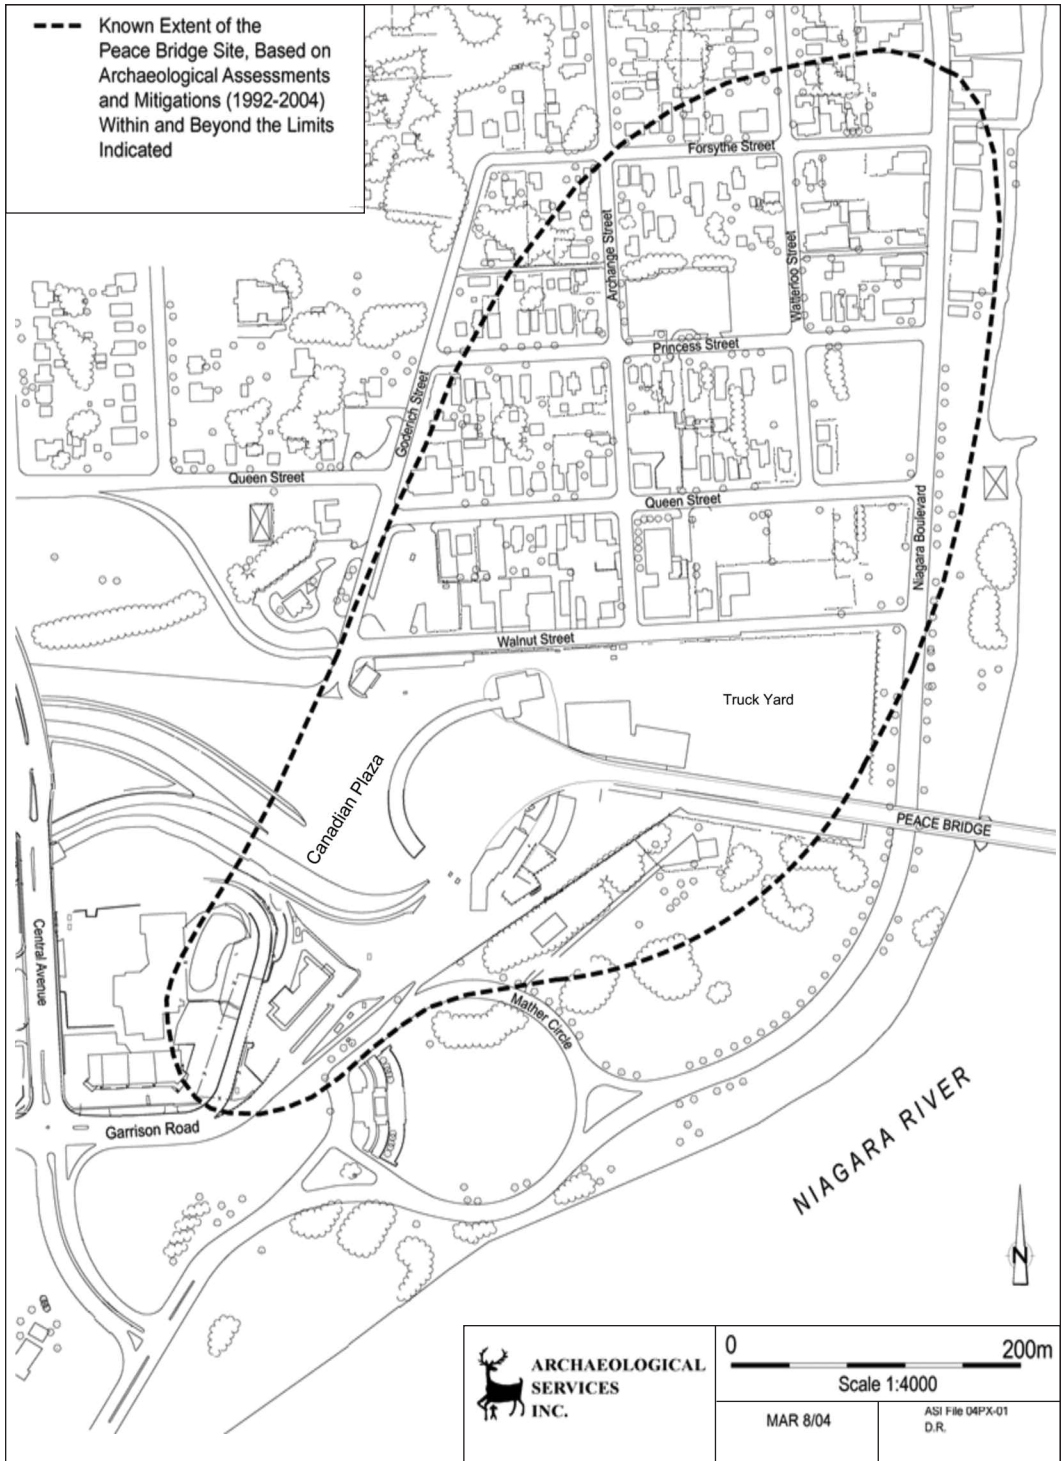 Known Extent of the
Peace Bridge Site, Based on
Archaeological Assessments
and Mitigations (1992-2004)
Within and Beyond the Limits
Indicated
Forsythe Street
Archange Street
Watterloo Street
Princess Street
Goderich Street
Queen Street
Queen Street
Niagara Boulevard
Walnut Street
Truck Yard
Canadian Plaza
PEACE BRIDGE
Central Avenue
Mather Circle
Garrison Road
NIAGARA RIVER
N
ARCHAEOLOGICAL
SERVICES
INC.
0 200m
Scale 1:4000
MAR 8/04
ASI File 04PX-01
D.R.